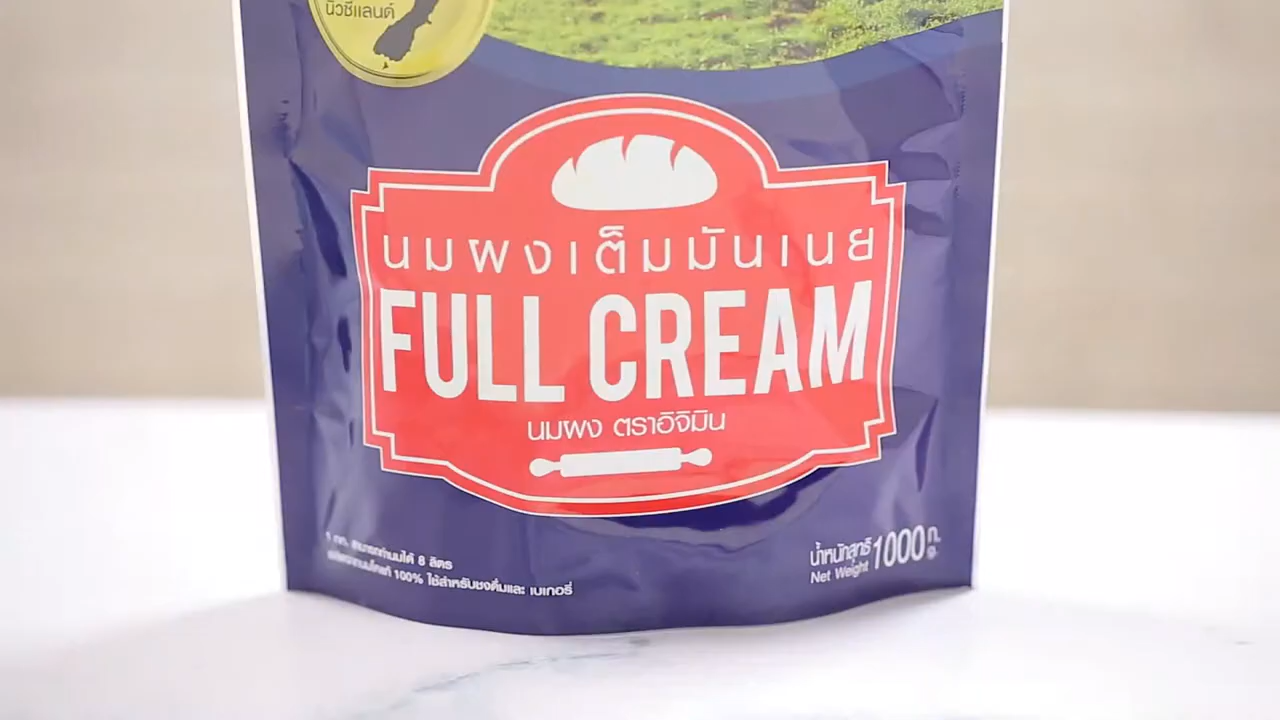 นิวซีแลนด์
นมผงเต็มมันเนย
FULL CREAM
นมผง ตราอิจิมิน
1 กก. สามารถทำนมได้ 8 ลิตร
100% ใช้สำหรับชงดื่มและ เบเกอรี่
น้ำหนักสุทธิ 1000 ก.
Net Weight g.